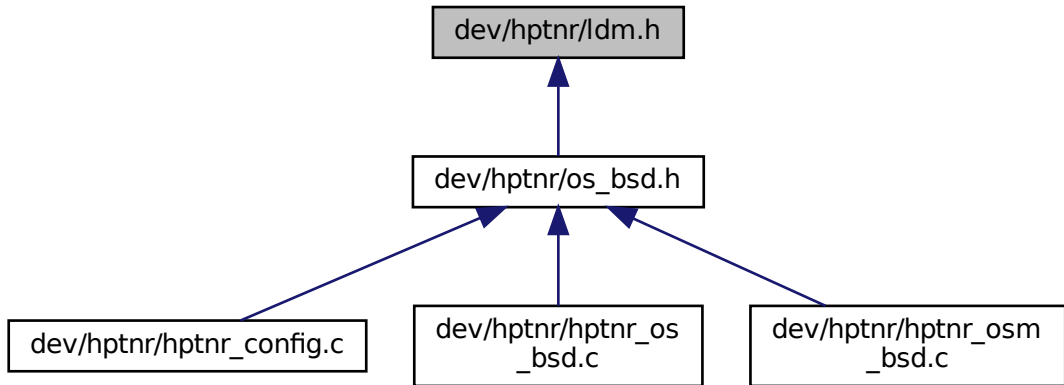 dev/hptnr/ldm.h
dev/hptnr/os_bsd.h
dev/hptnr/hptnr_config.c
dev/hptnr/hptnr_os
_bsd.c
dev/hptnr/hptnr_osm
_bsd.c